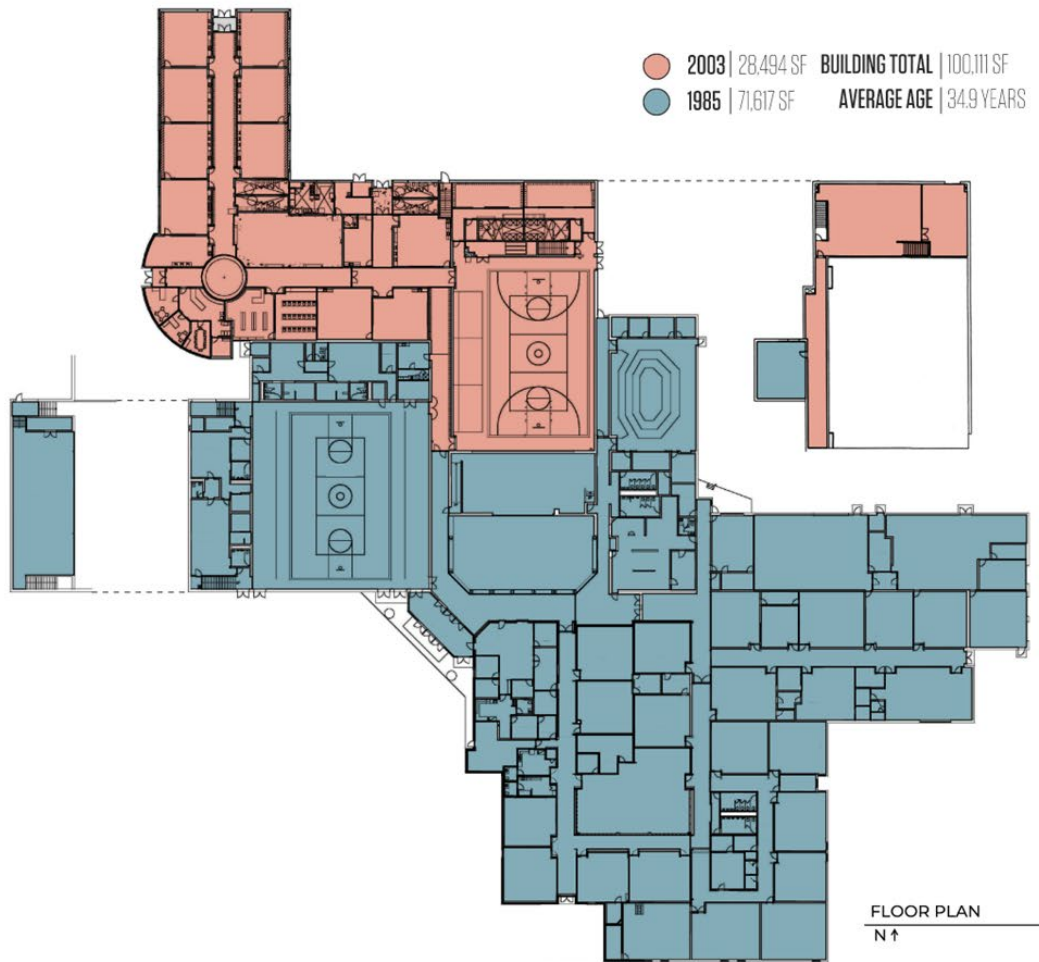 2003 | 28,494 SF BUILDING TOTAL | 100,111 SF
1985 | 71,617 SF AVERAGE AGE | 34.9 YEARS
FLOOR PLAN
N ↑